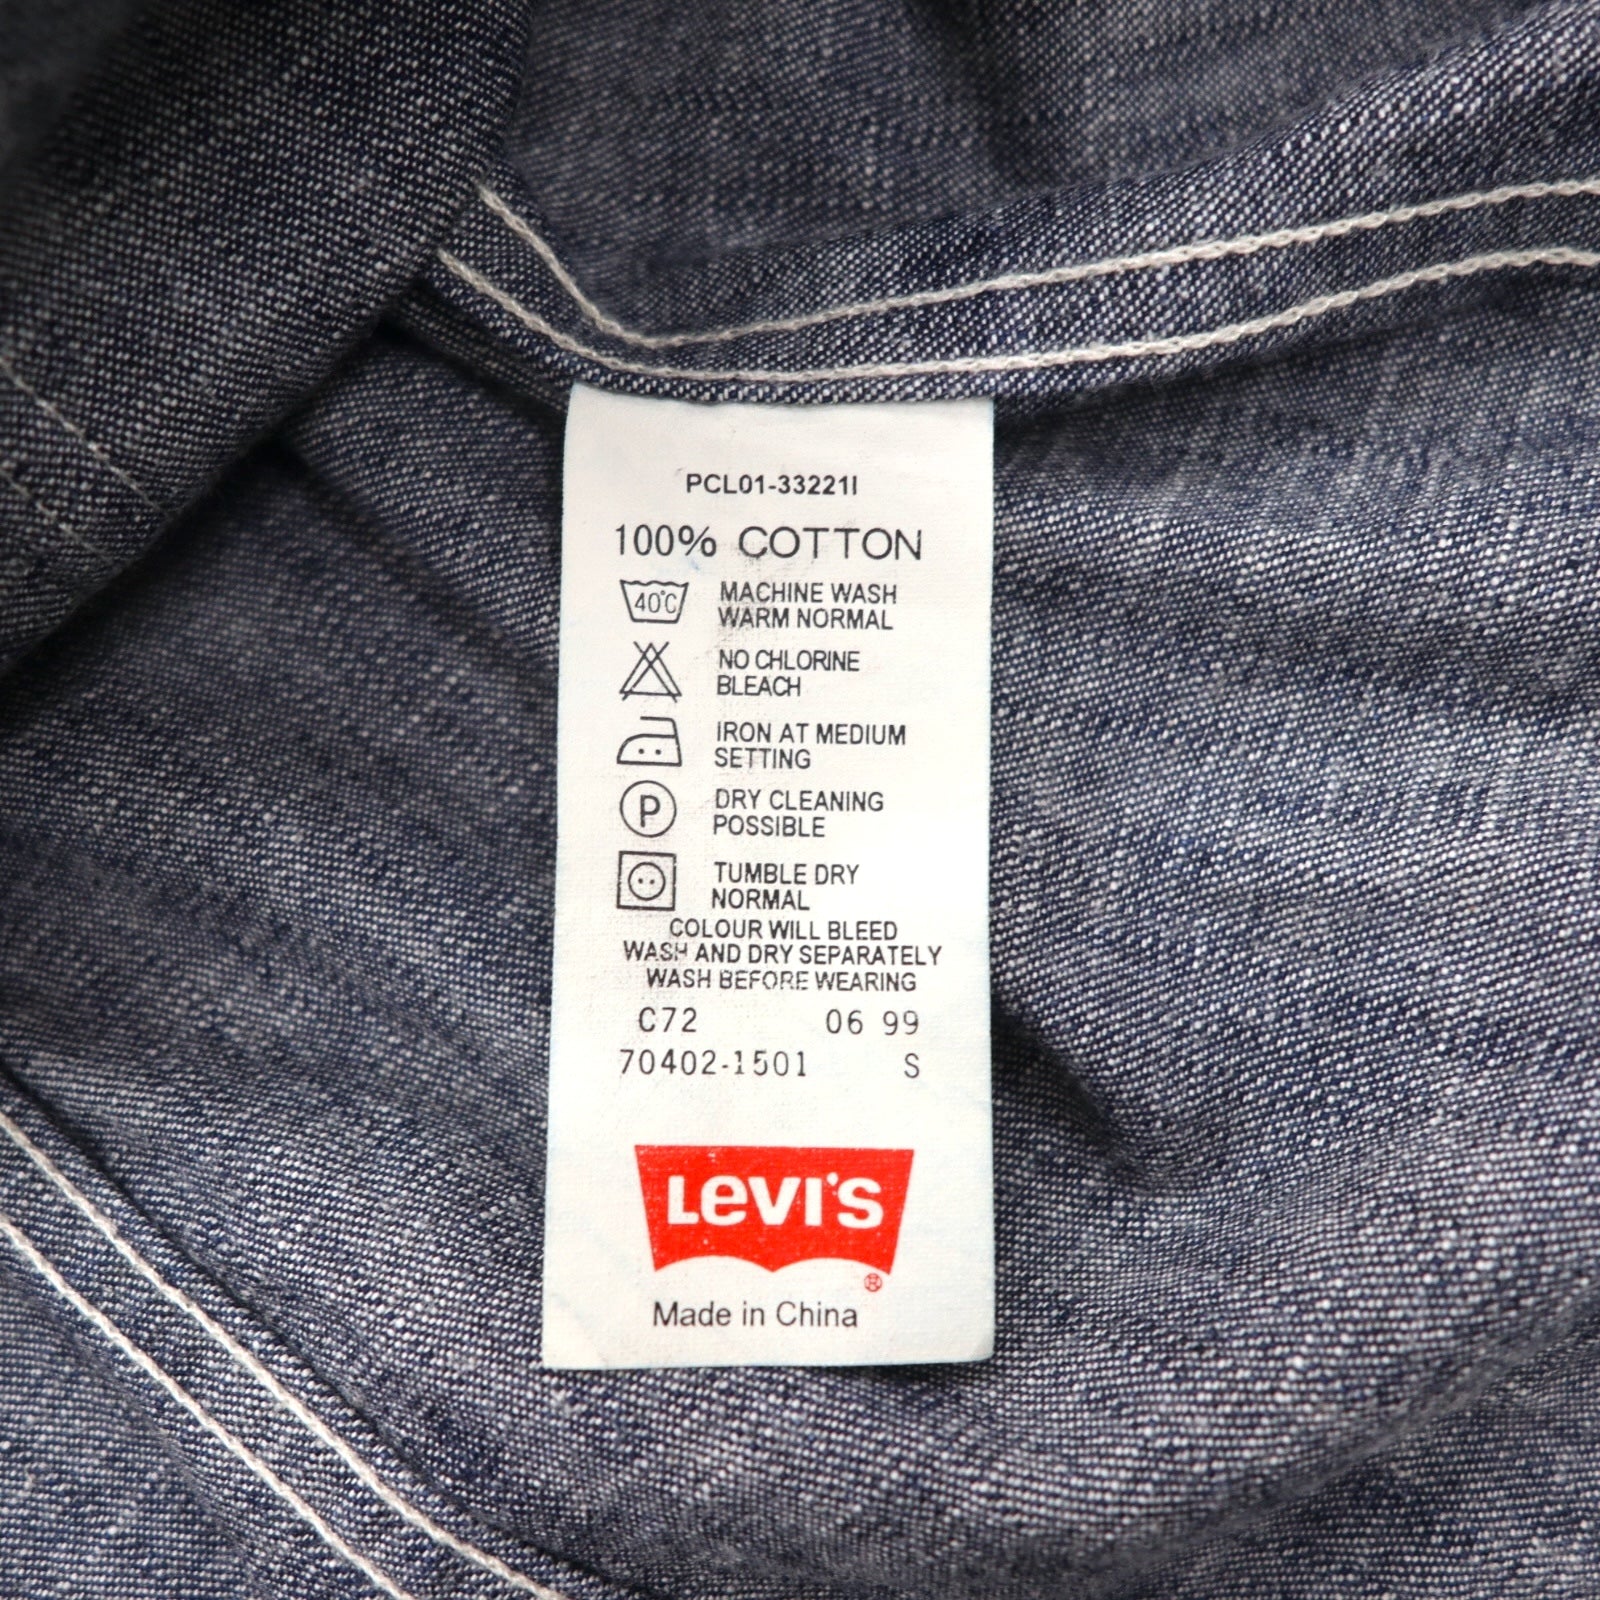 PCL01-33221I
100% COTTON
40°C MACHINE WASH
WARM NORMAL
NO CHLORINE
BLEACH
IRON AT MEDIUM
SETTING
P DRY CLEANING
POSSIBLE
TUMBLE DRY
NORMAL
COLOUR WILL BLEED
WASH AND DRY SEPARATELY
WASH BEFORE WEARING
C72 06 99
70402-1501 S
LeVI'S
®
Made in China